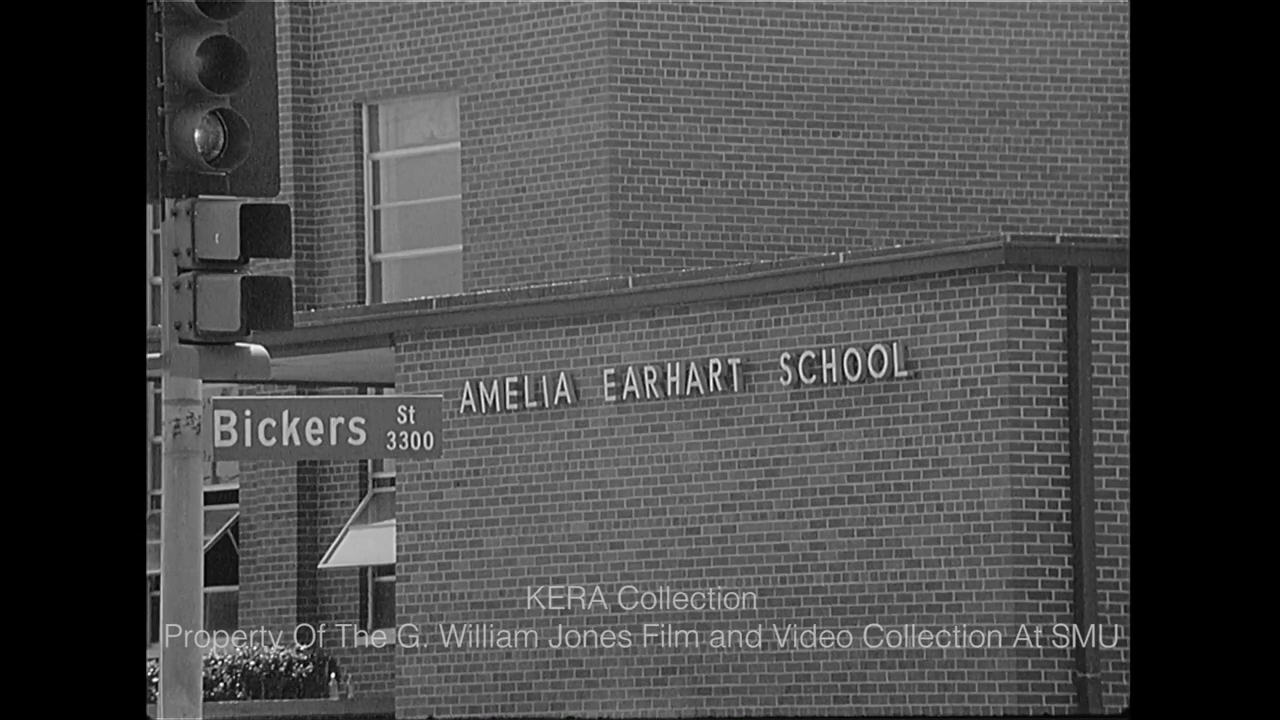 AMELIA EARHART SCHOOL
Bickers St
3300
KERA Collection
Property Of The G. William Jones Film and Video Collection At SMU